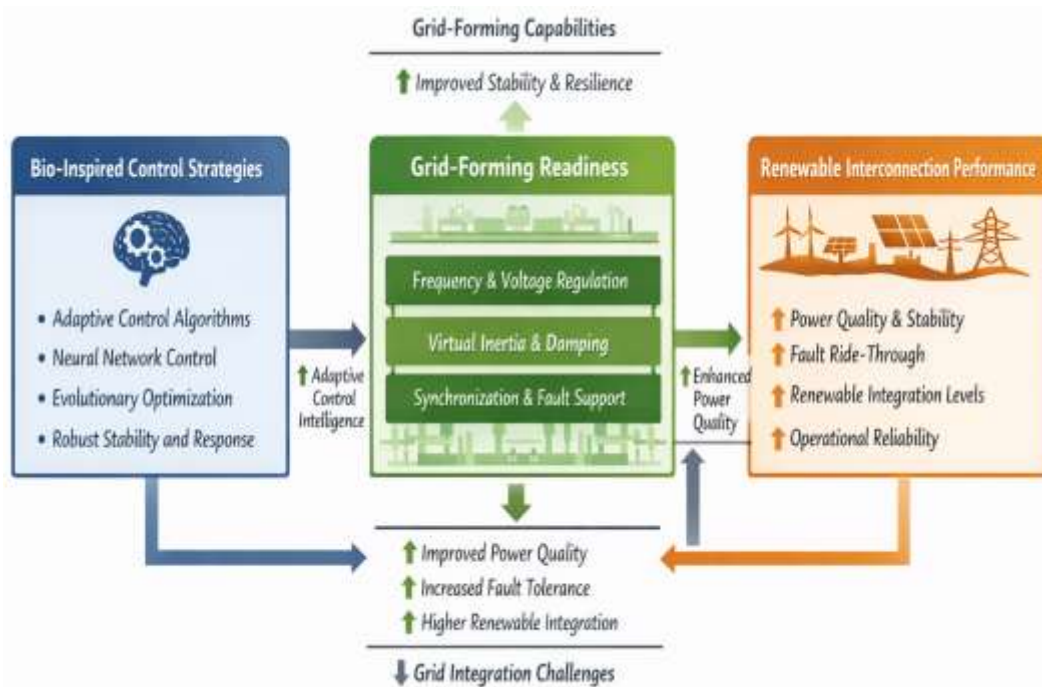 Grid-Forming Capabilities
Improved Stability & Resilience
Bio-Inspired Control Strategies
• Adaptive Control Algorithms
• Neural Network Control
• Evolutionary Optimization
• Robust Stability and Response
Adaptive
Control
Intelligence
Grid-Forming Readiness
Frequency & Voltage Regulation
Virtual Inertia & Damping
Synchronization & Fault Support
Enhanced
Power
Quality
Renewable Interconnection Performance
Power Quality & Stability
Fault Ride-Through
Renewable Integration Levels
Operational Reliability
Improved Power Quality
Increased Fault Tolerance
Higher Renewable Integration
Grid Integration Challenges